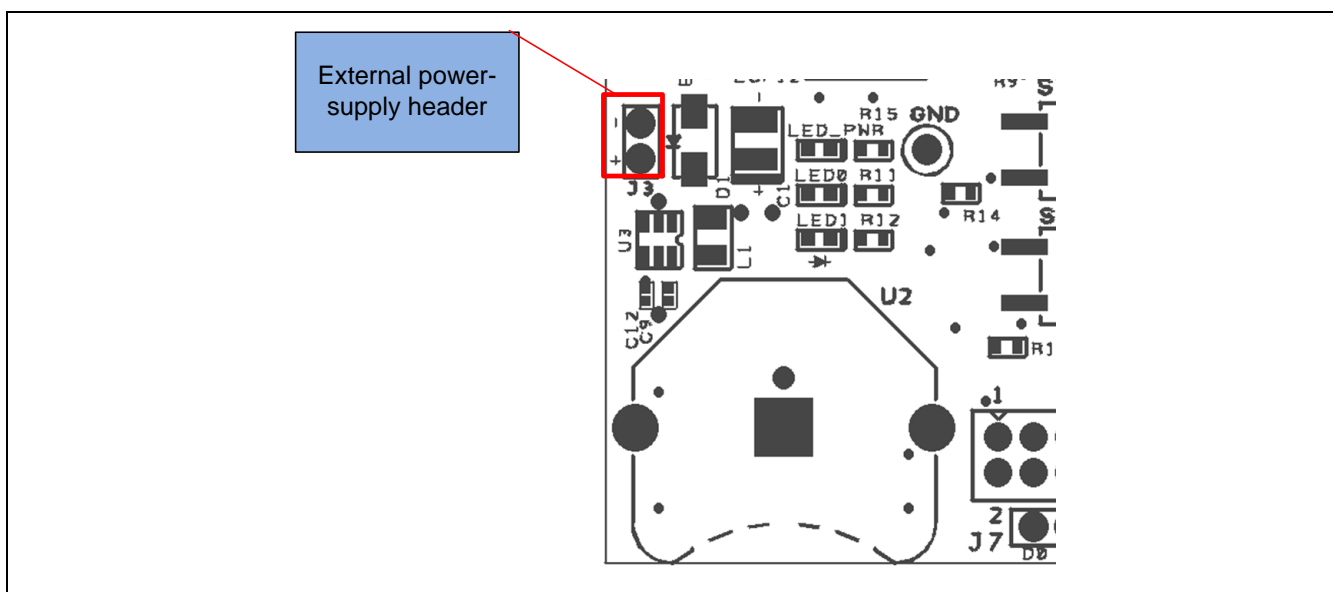 External power-
supply header
-
+
J3
D1
-
+
C1
R15
GND
LED_PWR
LED0
R11
LED1
R12
R14
S
S
U3
L1
C12
C9
U2
1
2
J7
D0